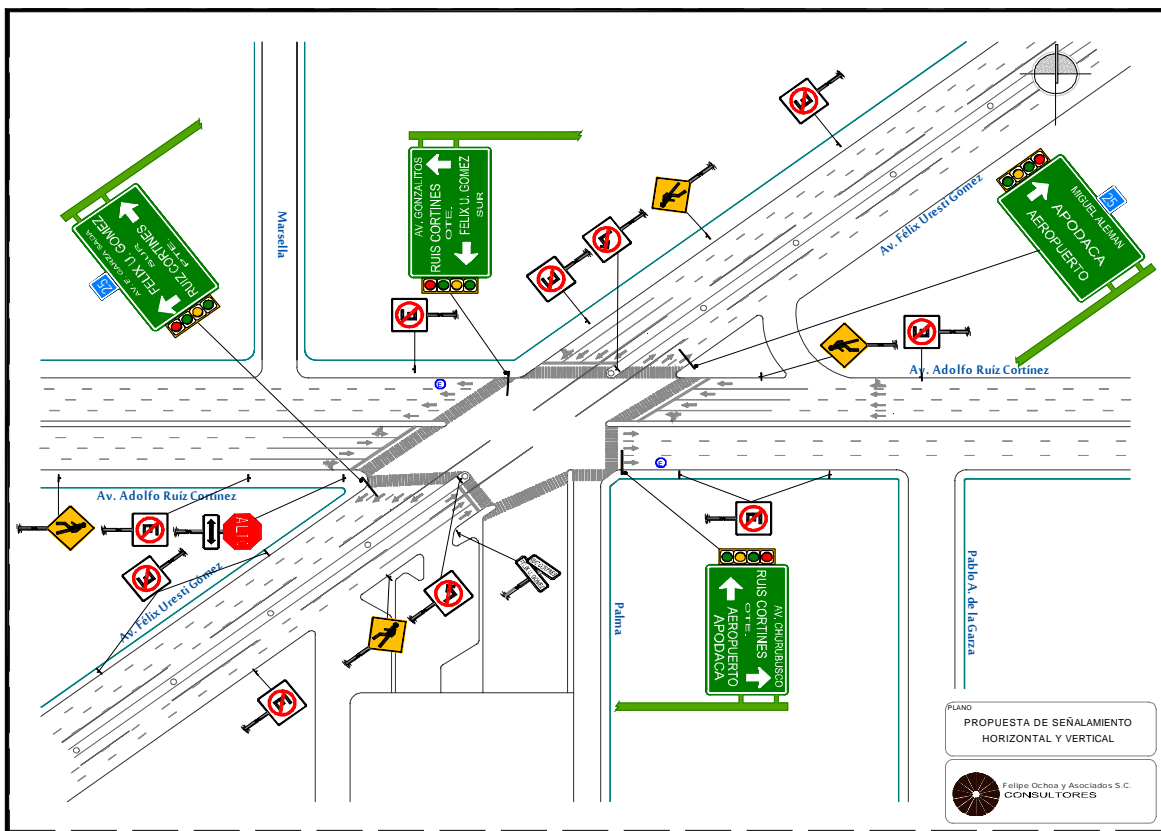 AV. GONZALITOS
RUIS CORTINES
OTE.
FELIX U. GOMEZ
SUR
Marsella
AV. E. GARZA SADA
FELIX U. GOMEZ
SUR
RUIZ CORTINES
PTE.
25
Av. Félix Uresti Gómez
25
MIGUEL ALEMAN
APODACA
AEROPUERTO
Av. Adolfo Ruíz Cortínez
Av. Adolfo Ruíz Cortínez
ALTO
E
E
E
E
E
E
E
E
Av. Félix Uresti Gómez
Palma
AV. CHURUBUSCO
RUIS CORTINES
OTE.
AEROPUERTO
APODACA
Pablo A. de la Garza
PLANO
PROPUESTA DE SEÑALAMIENTO
HORIZONTAL Y VERTICAL
Felipe Ochoa y Asociados S.C.
CONSULTORES